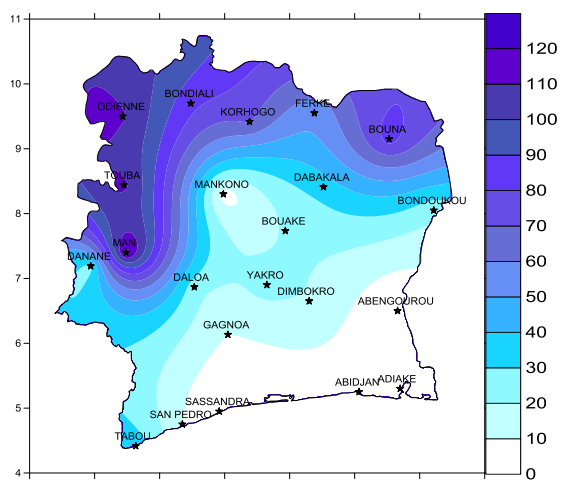 11
10
9
8
7
6
5
4
ODIENNE
BONDIALI
KORHOGO
FERKE
BOUNA
TOUBA
MANKONO
DABAKALA
BONDOUKOU
BOUAKE
MAN
DANANE
DALOA
YAKRO
DIMBOKRO
ABENGOUROU
GAGNOA
ABIDJAN
ADIAKE
SASSANDRA
SAN PEDRO
TABOU
120
110
100
90
80
70
60
50
40
30
20
10
0